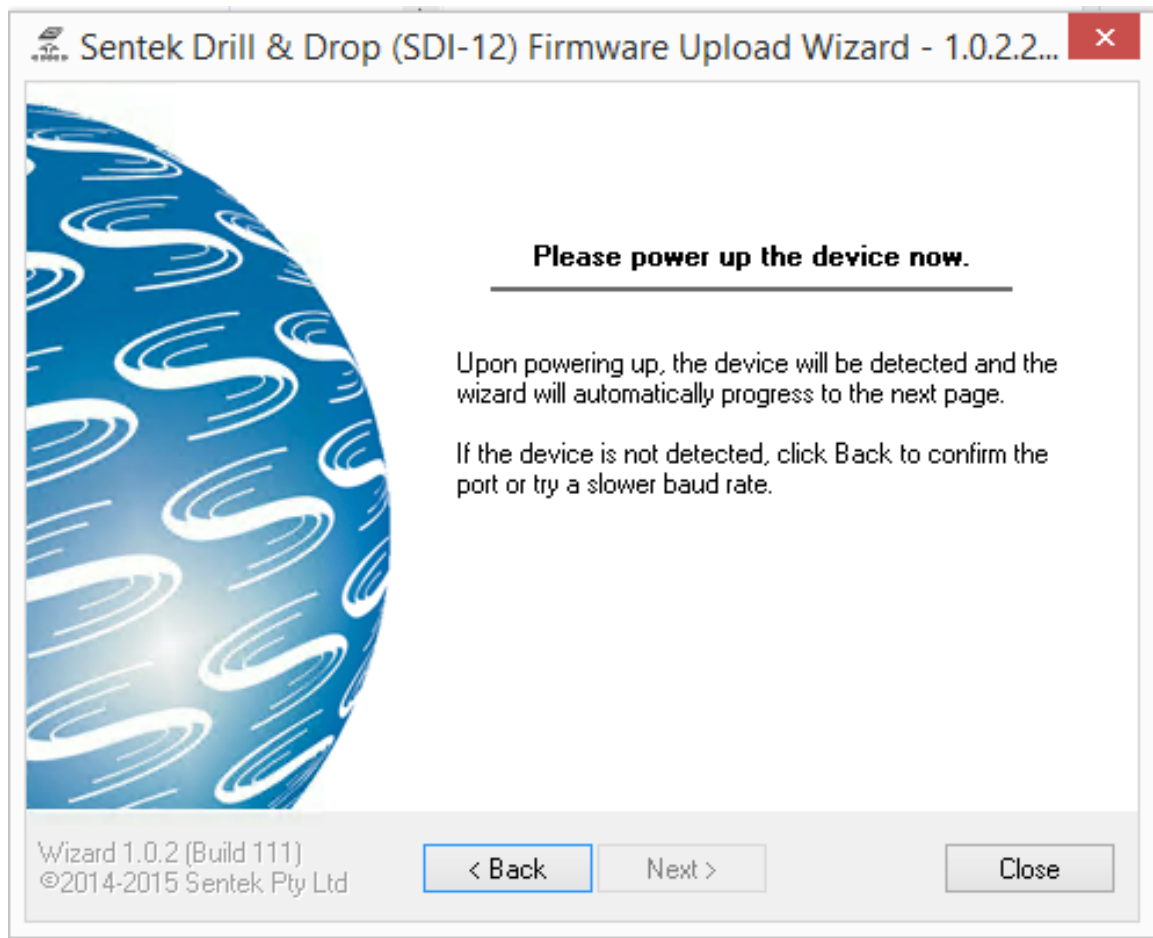 Sentek Drill & Drop (SDI-12) Firmware Upload Wizard - 1.0.2.2...
Please power up the device now.
Upon powering up, the device will be detected and the
wizard will automatically progress to the next page.
If the device is not detected, click Back to confirm the
port or try a slower baud rate.
Wizard 1.0.2 (Build 111)
©2014-2015 Sentek Pty Ltd
< Back
Next >
Close